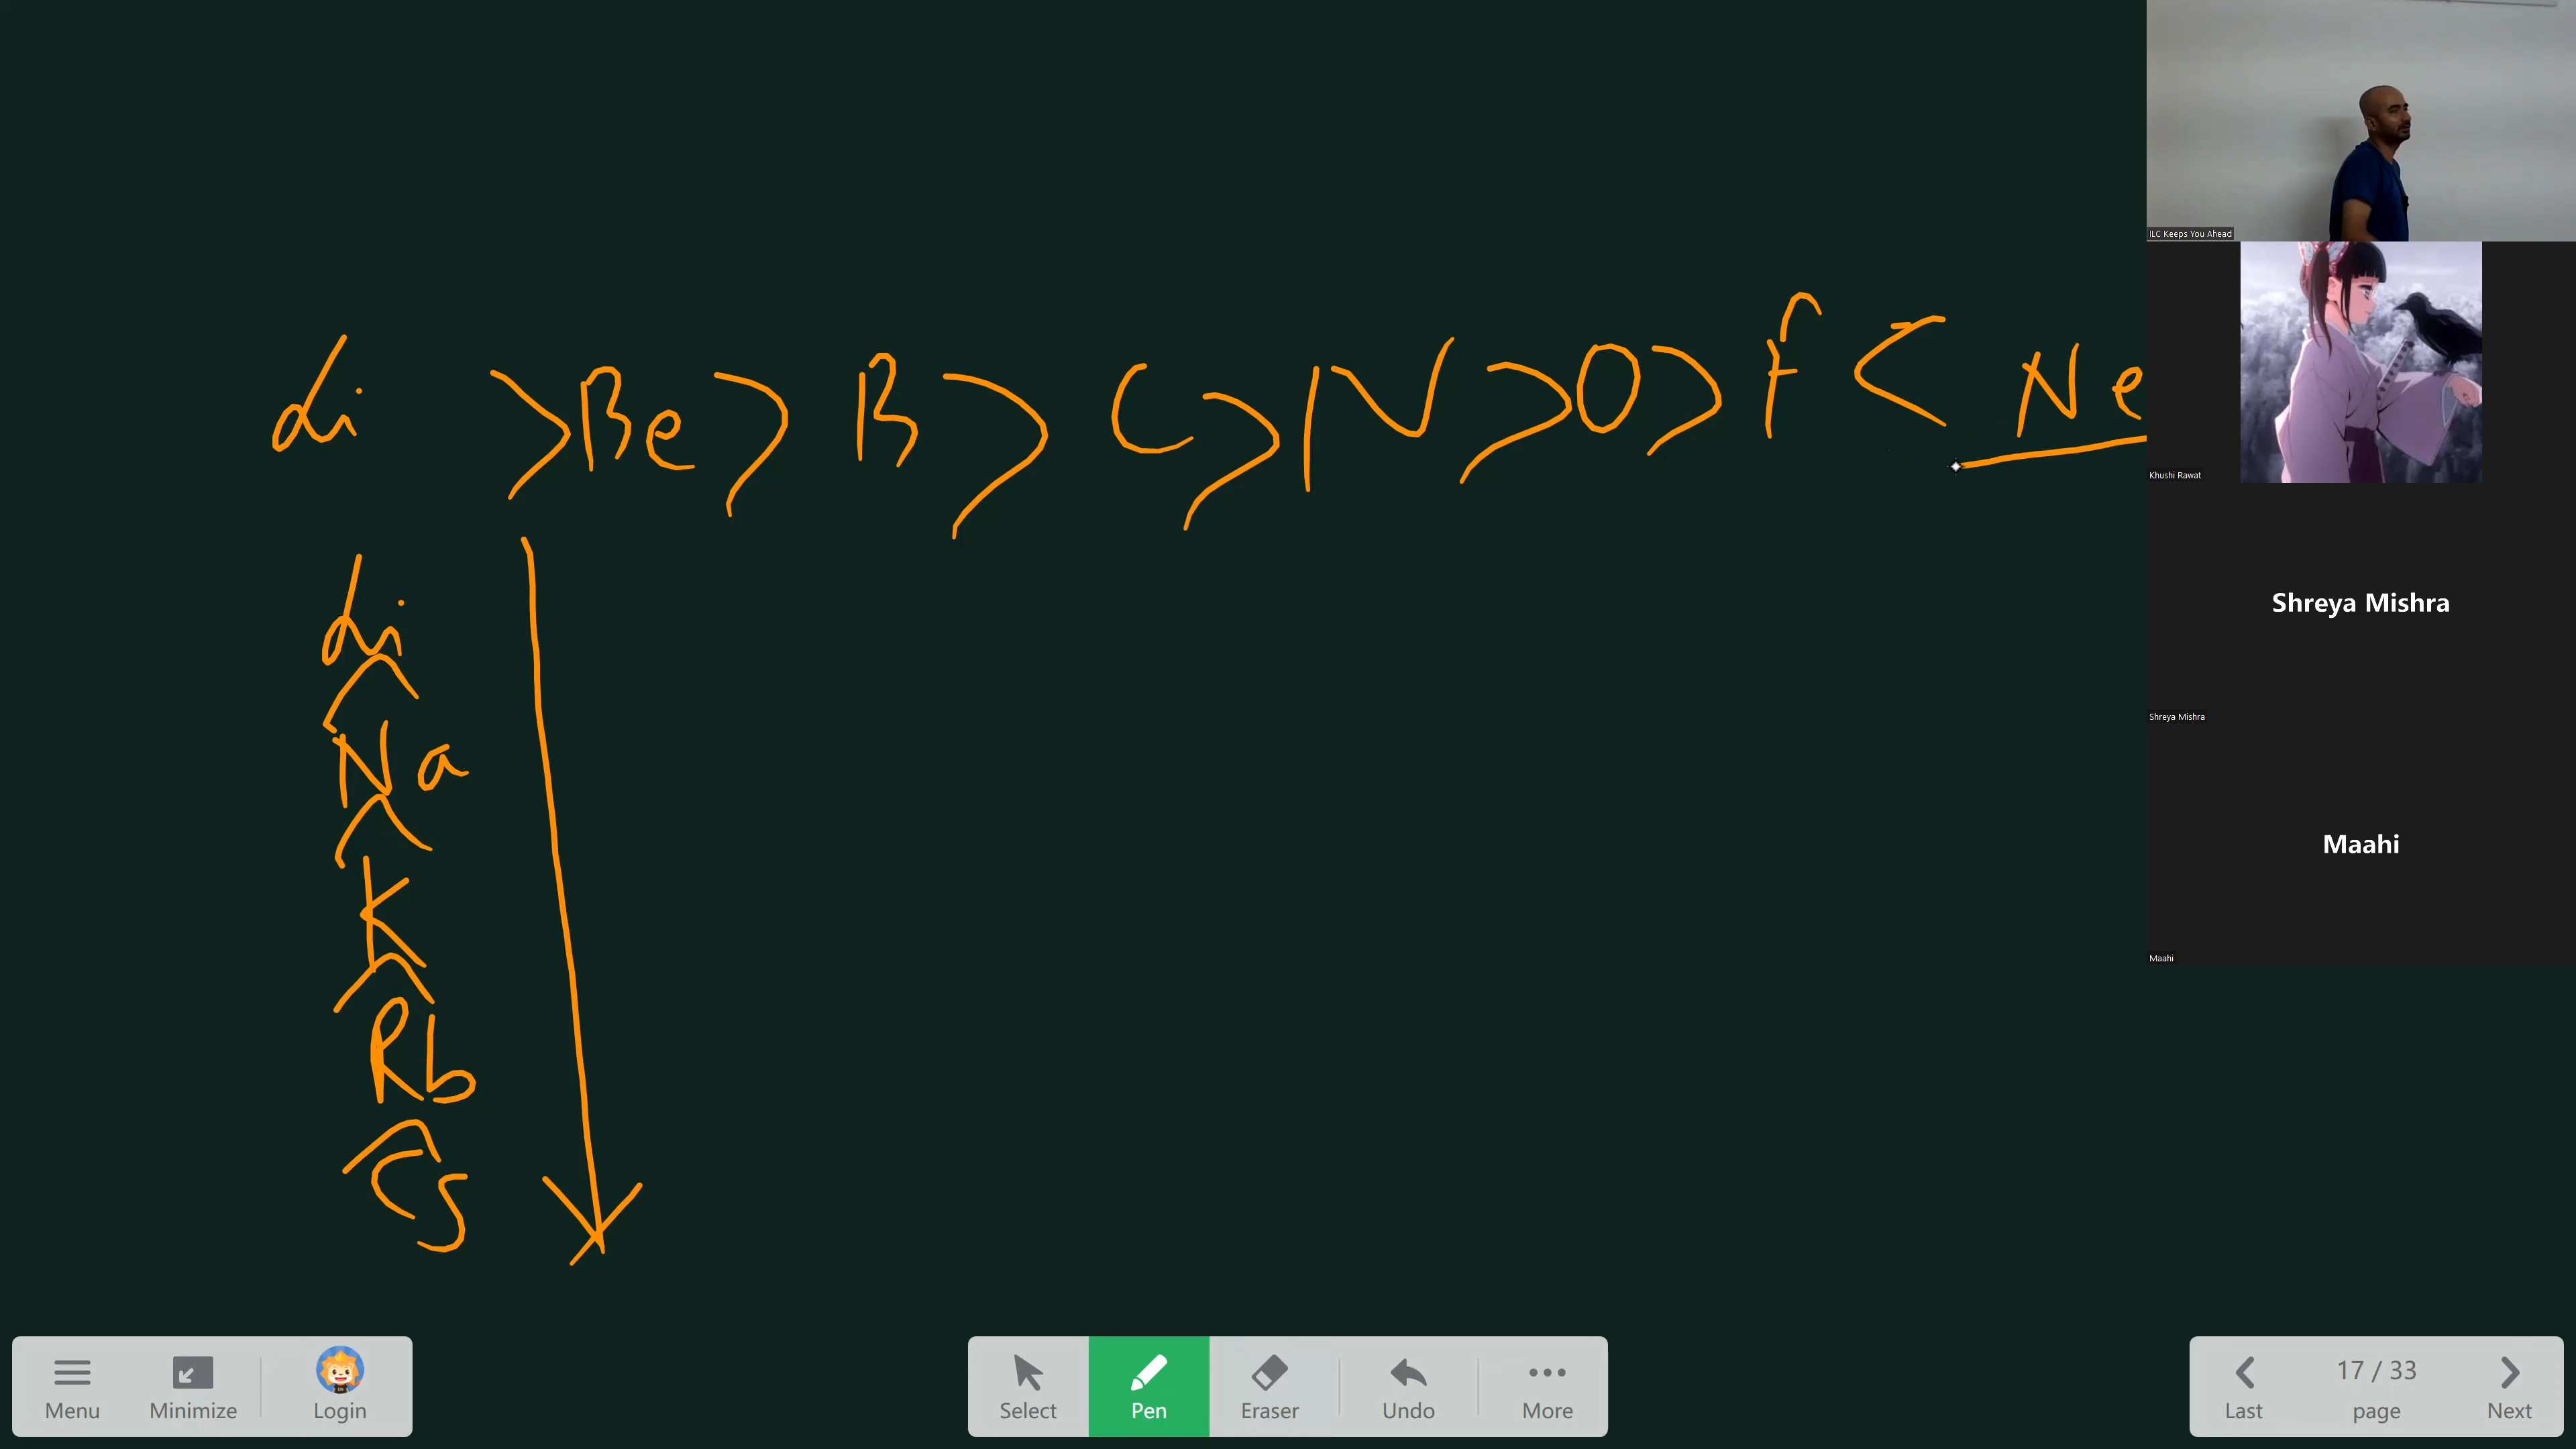 ILC Keeps You Ahead
Li > Be > B > C > N > O > F < Ne
Khushi Rawat
Li
^
Na
^
K
^
Rb
^
Cs
Shreya Mishra
Shreya Mishra
Maahi
Maahi
Menu Minimize Login Select Pen Eraser Undo More Last 17 / 33 page Next